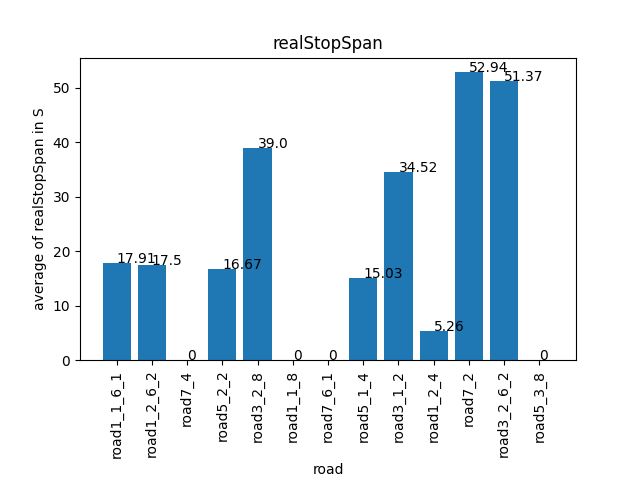 realStopSpan
average of realStopSpan in S
50
40
30
20
10
0
17.91
17.5
0
16.67
39.0
0
0
15.03
34.52
5.26
52.94
51.37
0
road1_1_6_1
road1_2_6_2
road7_4
road5_2_2
road3_2_8
road1_1_8
road7_6_1
road5_1_4
road3_1_2
road1_2_4
road7_2
road3_2_6_2
road5_3_8
road